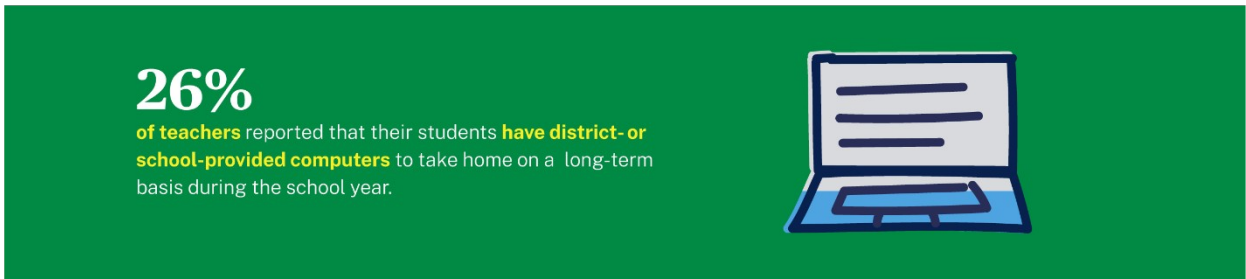 26%
of teachers reported that their students have district- or
school-provided computers to take home on a long-term
basis during the school year.